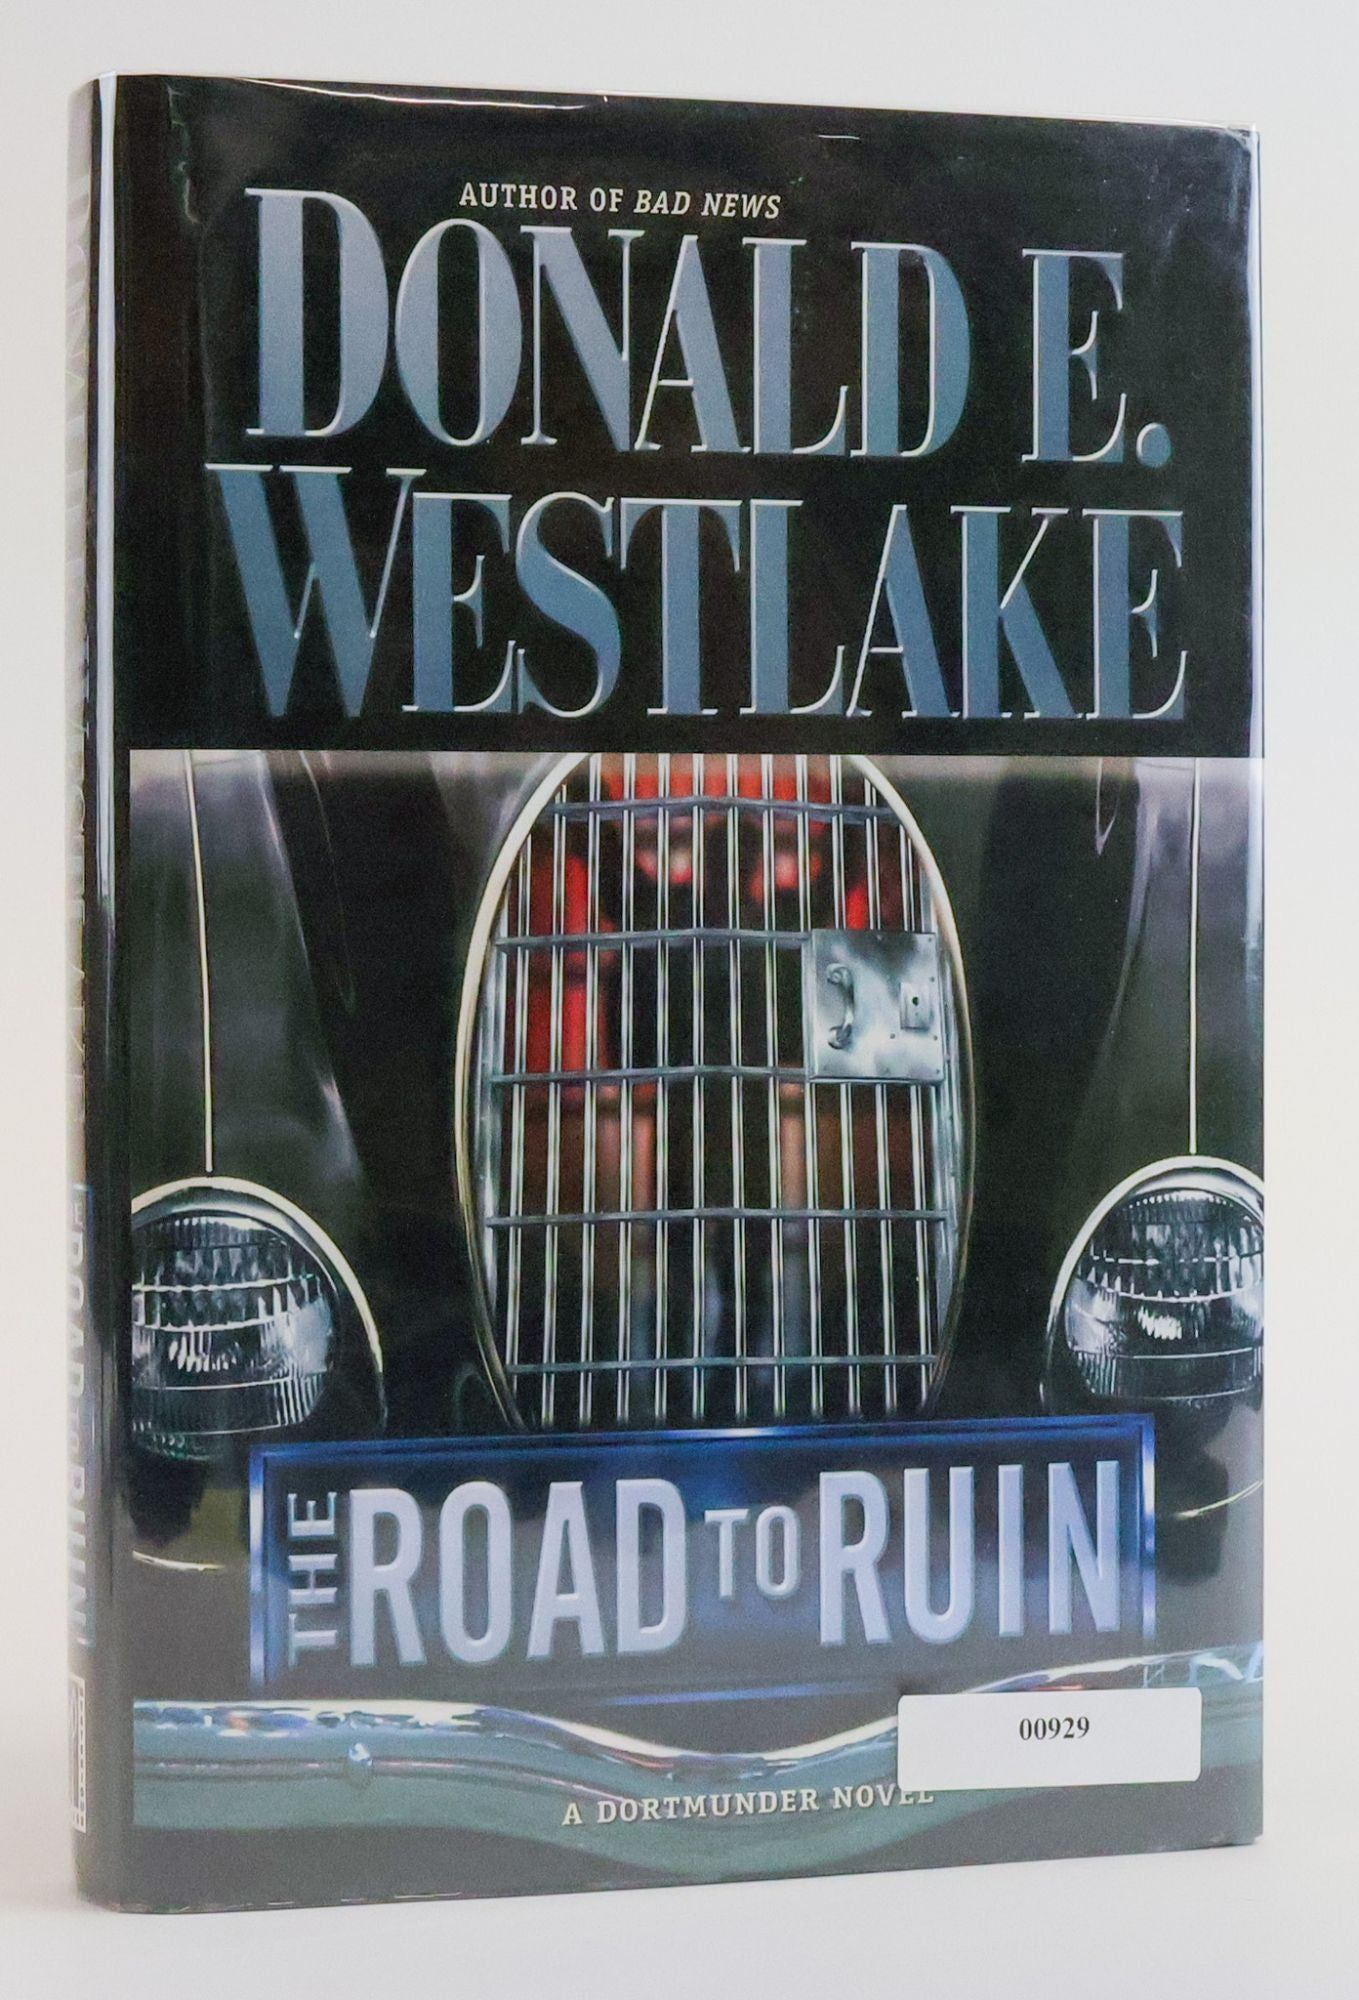 AUTHOR OF BAD NEWS
DONALD E.
WESTLAKE
THE ROAD TO RUIN
00929
A DORTMUNDER NOVEL